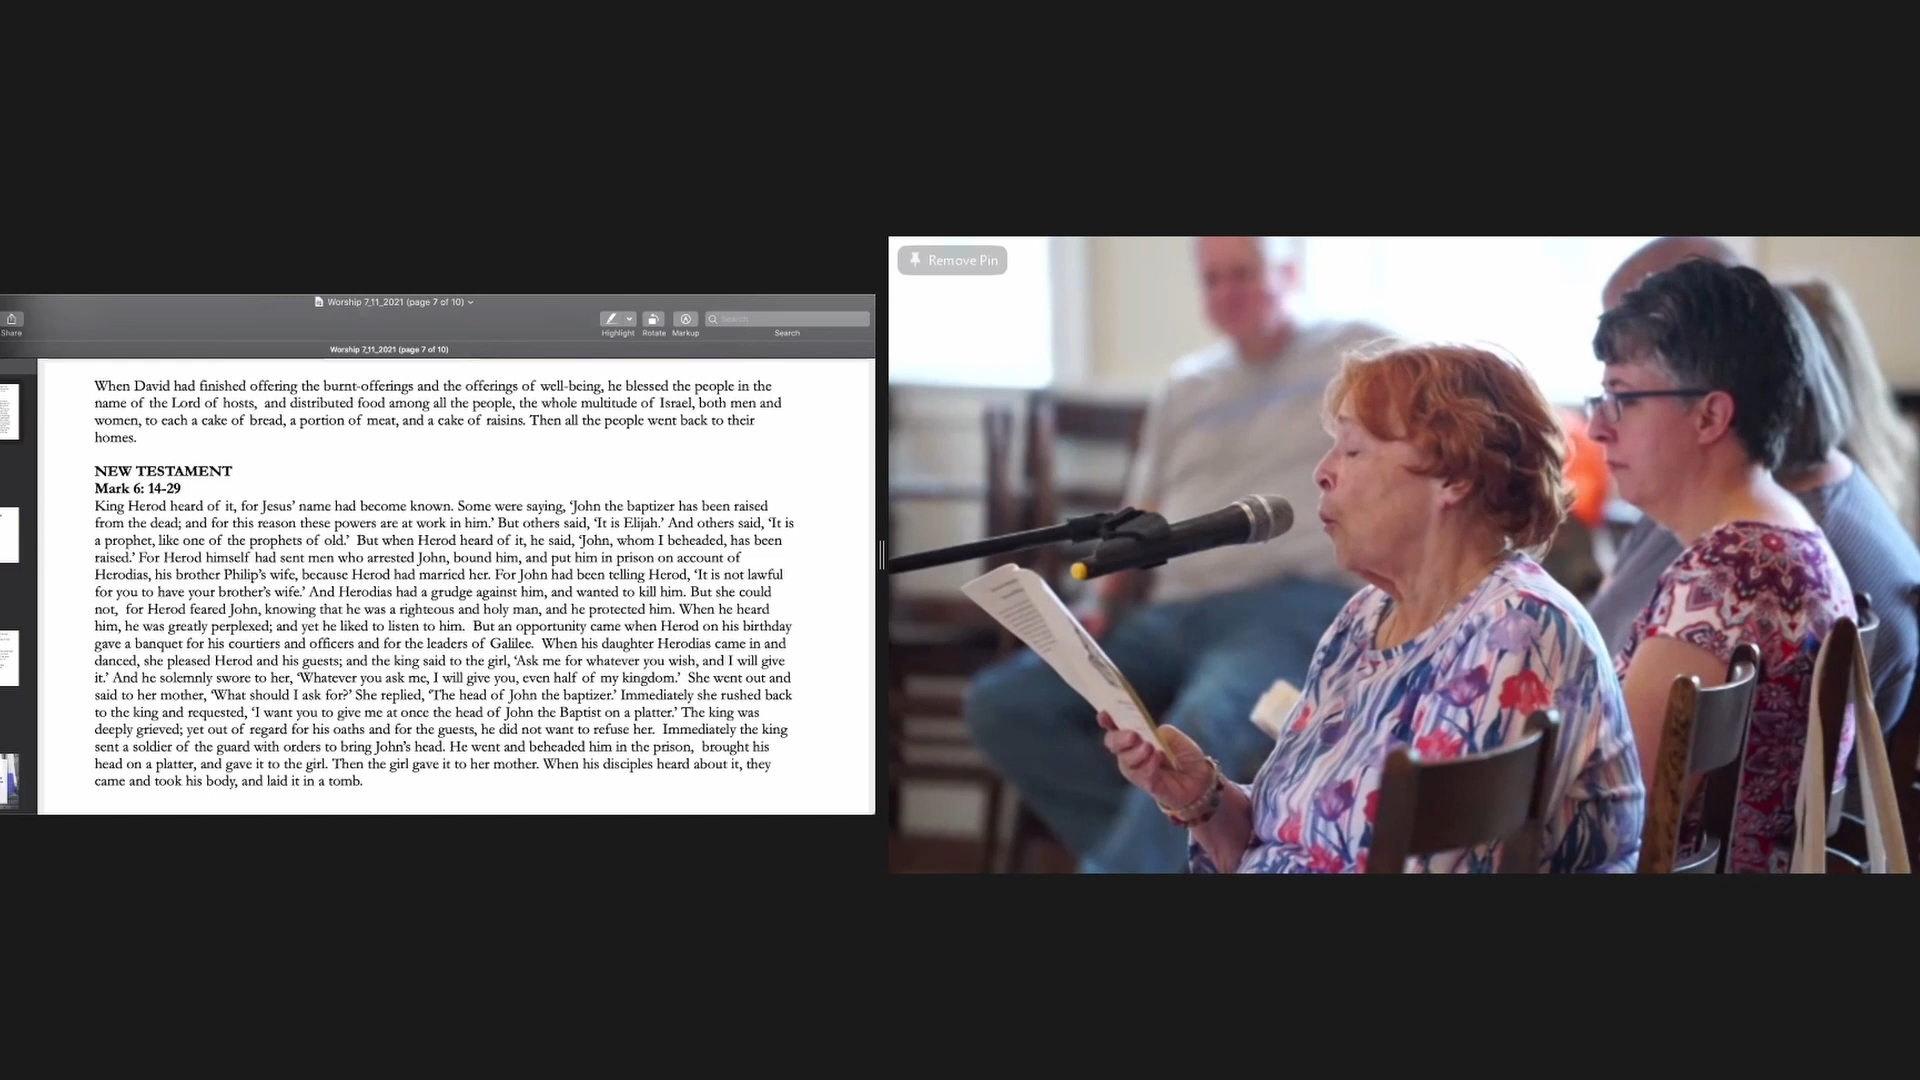 Worship 7_11_2021 (page 7 of 10)
Share
Highlight Rotate Markup Search
Search
Worship 7_11_2021 (page 7 of 10)
When David had finished offering the burnt-offerings and the offerings of well-being, he blessed the people in the
name of the Lord of hosts, and distributed food among all the people, the whole multitude of Israel, both men and
women, to each a cake of bread, a portion of meat, and a cake of raisins. Then all the people went back to their
homes.
NEW TESTAMENT
Mark 6: 14-29
King Herod heard of it, for Jesus’ name had become known. Some were saying, ‘John the baptizer has been raised
from the dead; and for this reason these powers are at work in him.’ But others said, ‘It is Elijah.’ And others said, ‘It is
a prophet, like one of the prophets of old.’ But when Herod heard of it, he said, ‘John, whom I beheaded, has been
raised.’ For Herod himself had sent men who arrested John, bound him, and put him in prison on account of
Herodias, his brother Philip’s wife, because Herod had married her. For John had been telling Herod, ‘It is not lawful
for you to have your brother’s wife.’ And Herodias had a grudge against him, and wanted to kill him. But she could
not, for Herod feared John, knowing that he was a righteous and holy man, and he protected him. When he heard
him, he was greatly perplexed; and yet he liked to listen to him. But an opportunity came when Herod on his birthday
gave a banquet for his courtiers and officers and for the leaders of Galilee. When his daughter Herodias came in and
danced, she pleased Herod and his guests; and the king said to the girl, ‘Ask me for whatever you wish, and I will give
it.’ And he solemnly swore to her, ‘Whatever you ask me, I will give you, even half of my kingdom.’ She went out and
said to her mother, ‘What should I ask for?’ She replied, ‘The head of John the baptizer.’ Immediately she rushed back
to the king and requested, ‘I want you to give me at once the head of John the Baptist on a platter.’ The king was
deeply grieved; yet out of regard for his oaths and for the guests, he did not want to refuse her. Immediately the king
sent a soldier of the guard with orders to bring John’s head. He went and beheaded him in the prison, brought his
head on a platter, and gave it to the girl. Then the girl gave it to her mother. When his disciples heard about it, they
came and took his body, and laid it in a tomb.
Remove Pin